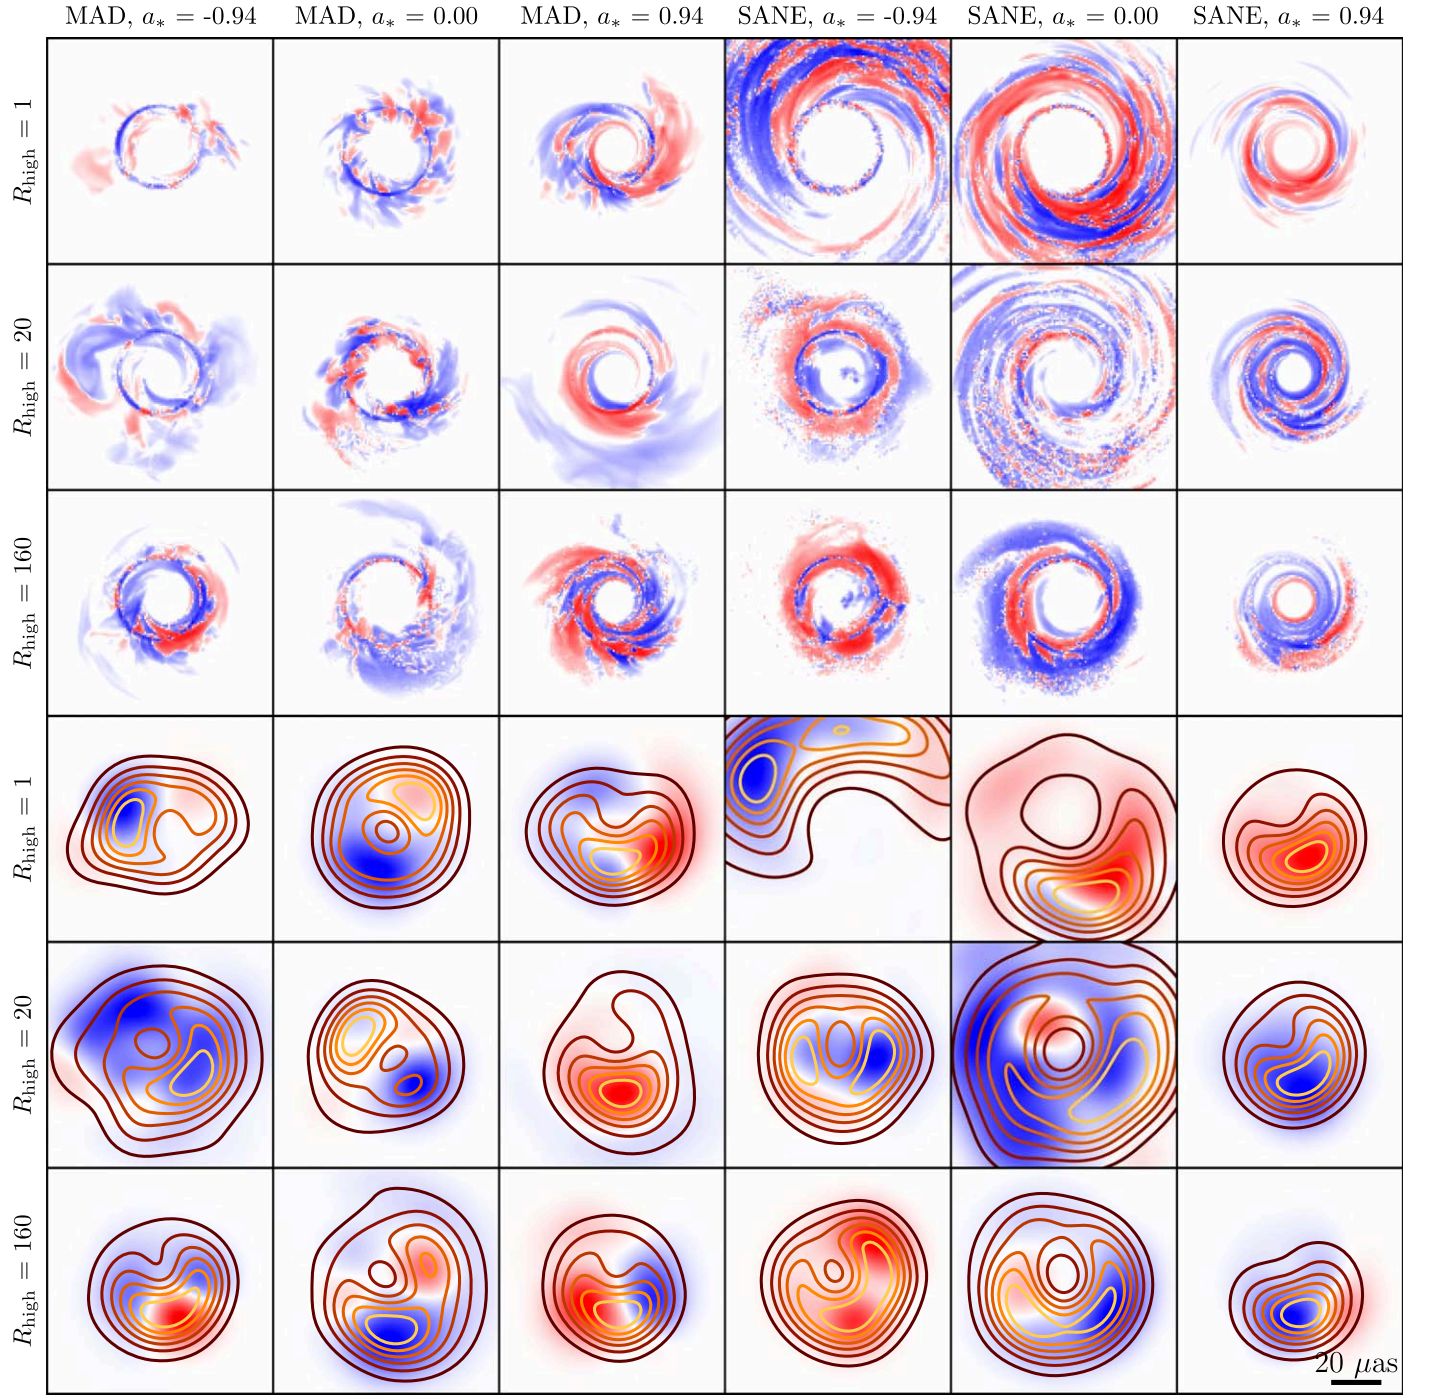 MAD, a* = -0.94 MAD, a* = 0.00 MAD, a* = 0.94 SANE, a* = -0.94 SANE, a* = 0.00 SANE, a* = 0.94
Rhigh = 1
Rhigh = 20
Rhigh = 160
Rhigh = 1
Rhigh = 20
Rhigh = 160
20 μas